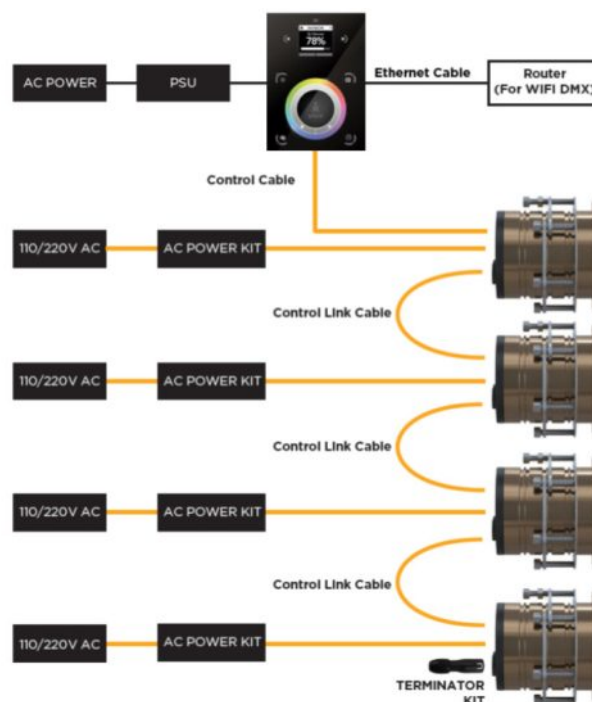 78%
AC POWER
PSU
Ethernet Cable
Router
(For WIFI DMX)
Control Cable
110/220V AC
AC POWER KIT
Control Link Cable
110/220V AC
AC POWER KIT
Control Link Cable
110/220V AC
AC POWER KIT
Control Link Cable
110/220V AC
AC POWER KIT
TERMINATOR
KIT